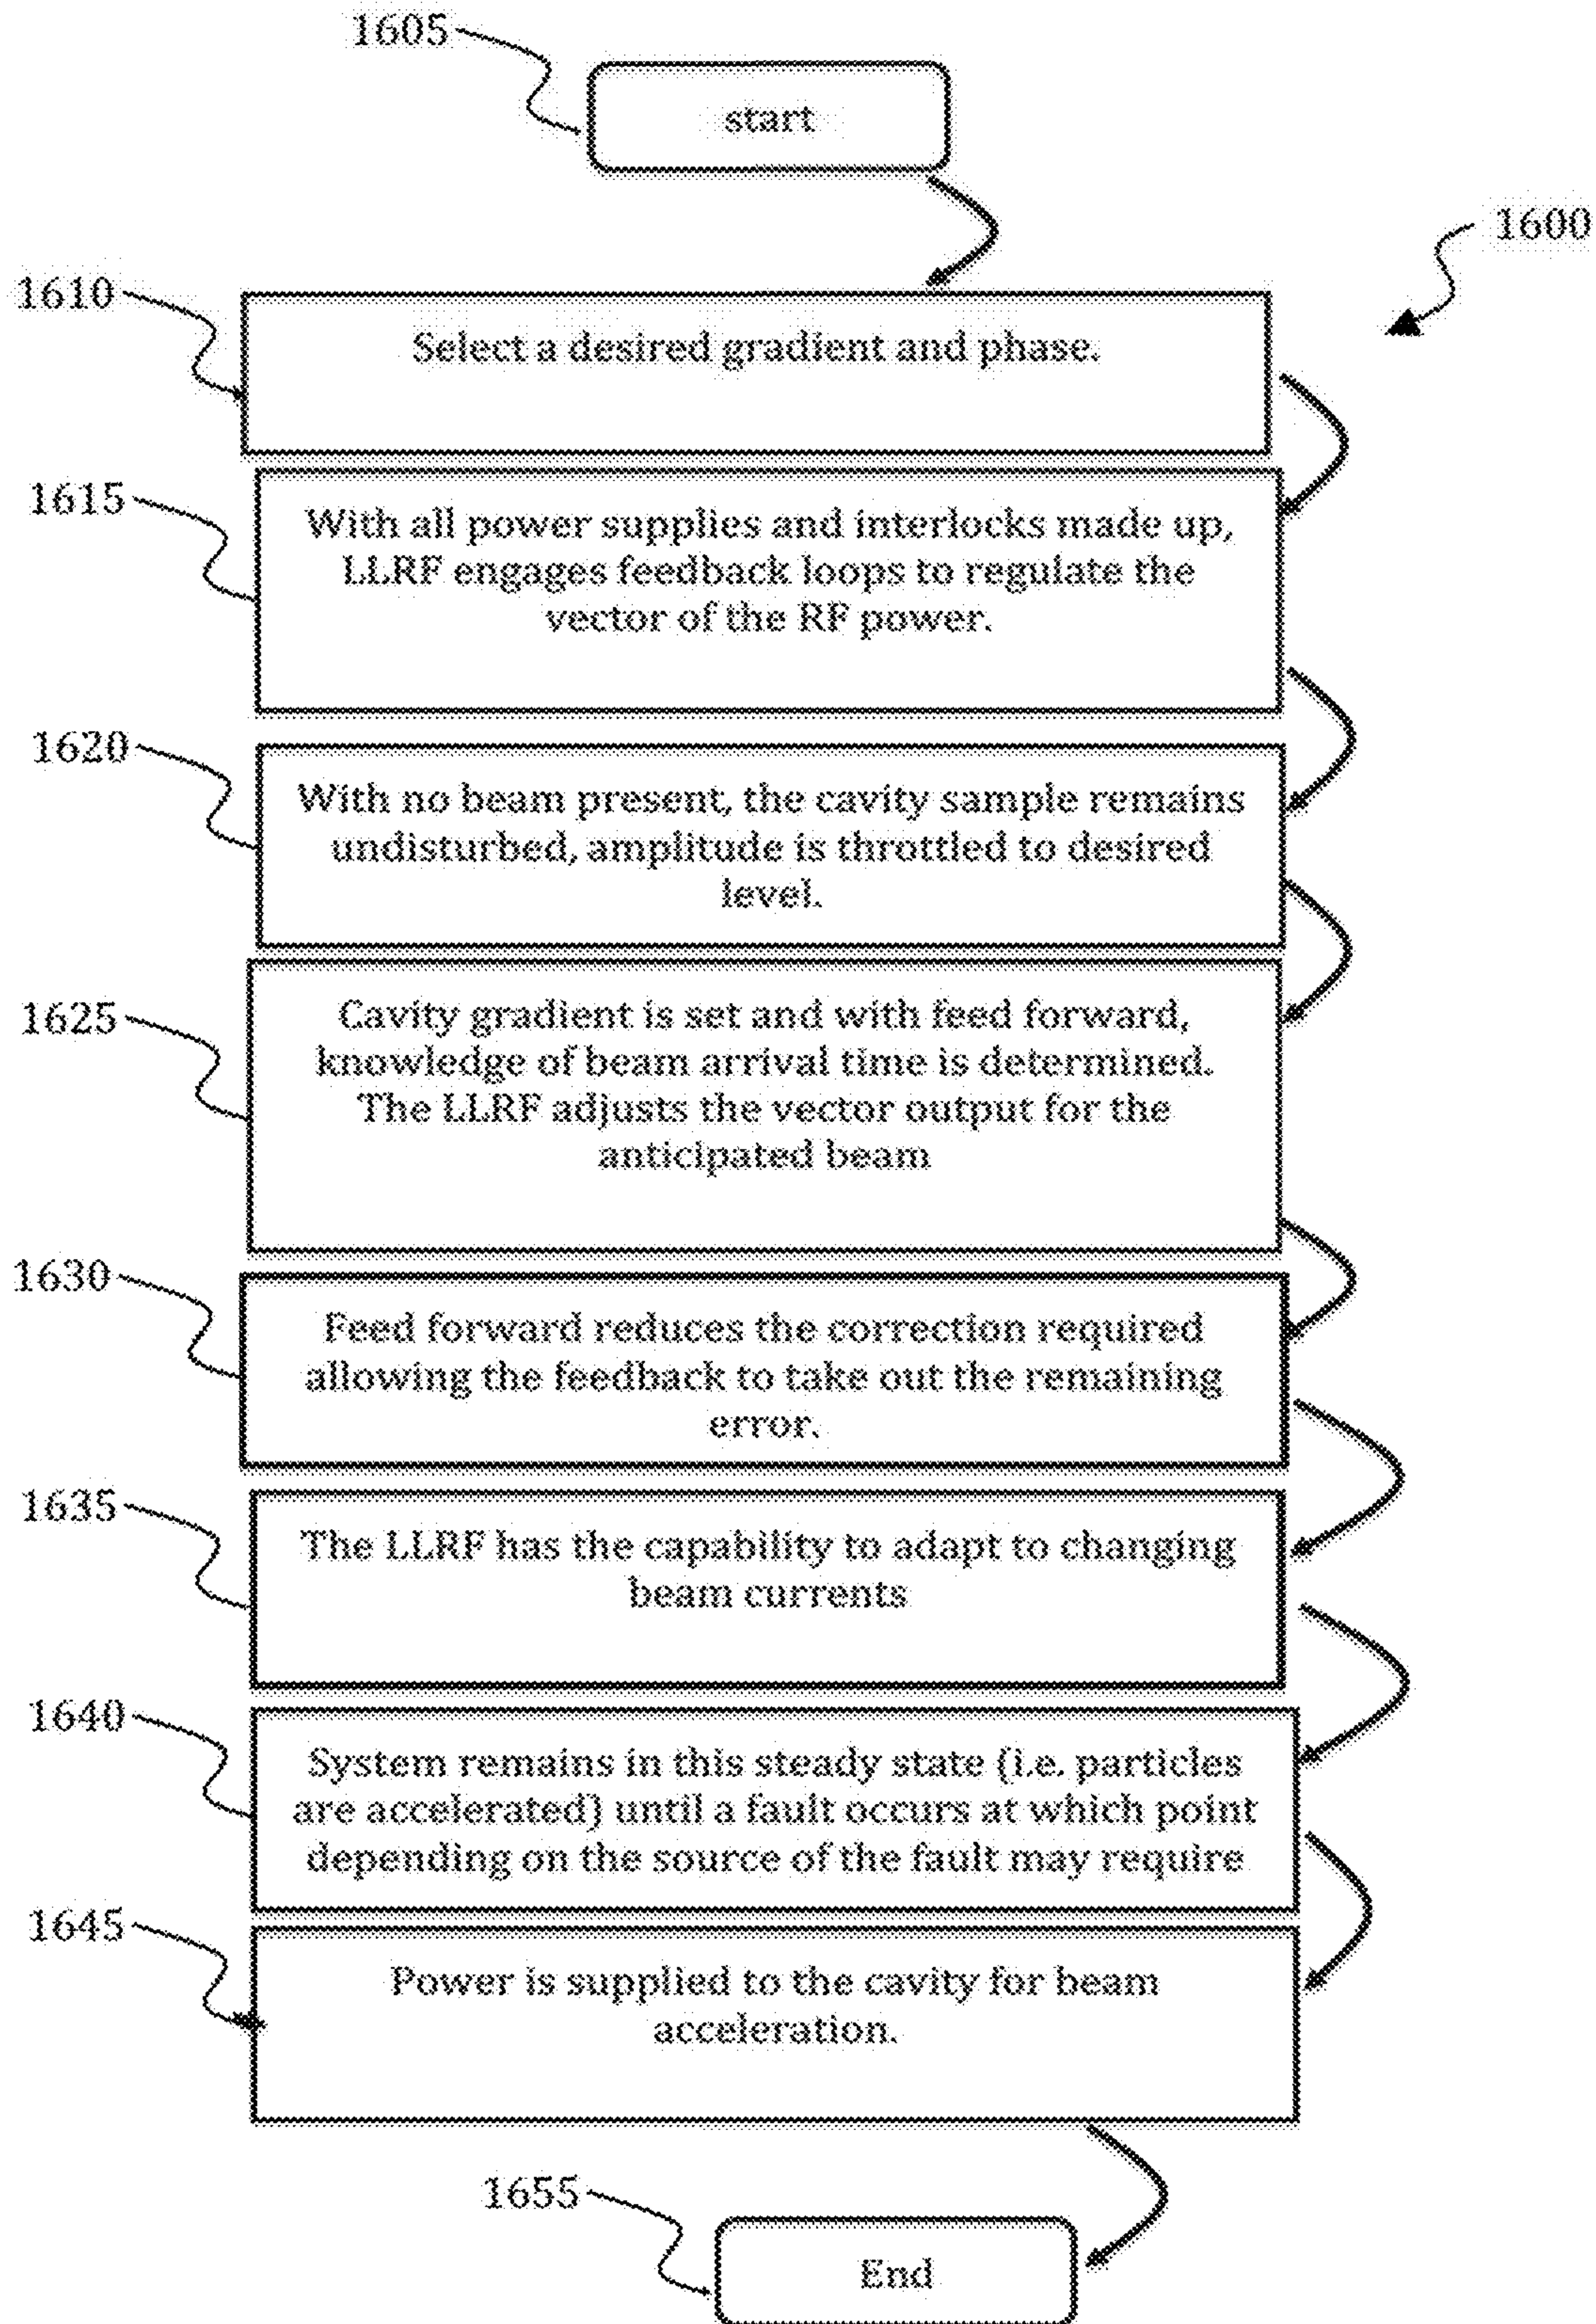 1605
start
1600
1610
Select a desired gradient and phase.
1615
With all power supplies and interlocks made up,
LLRF engages feedback loops to regulate the
vector of the RF power.
1620
With no beam present, the cavity sample remains
undisturbed, amplitude is throttled to desired
level.
1625
Cavity gradient is set and with feed forward,
knowledge of beam arrival time is determined.
The LLRF adjusts the vector output for the
anticipated beam
1630
Feed forward reduces the correction required
allowing the feedback to take out the remaining
error.
1635
The LLRF has the capability to adapt to changing
beam currents
1640
System remains in this steady state (i.e. particles
are accelerated) until a fault occurs at which point
depending on the source of the fault may require
1645
Power is supplied to the cavity for beam
acceleration.
1655
End